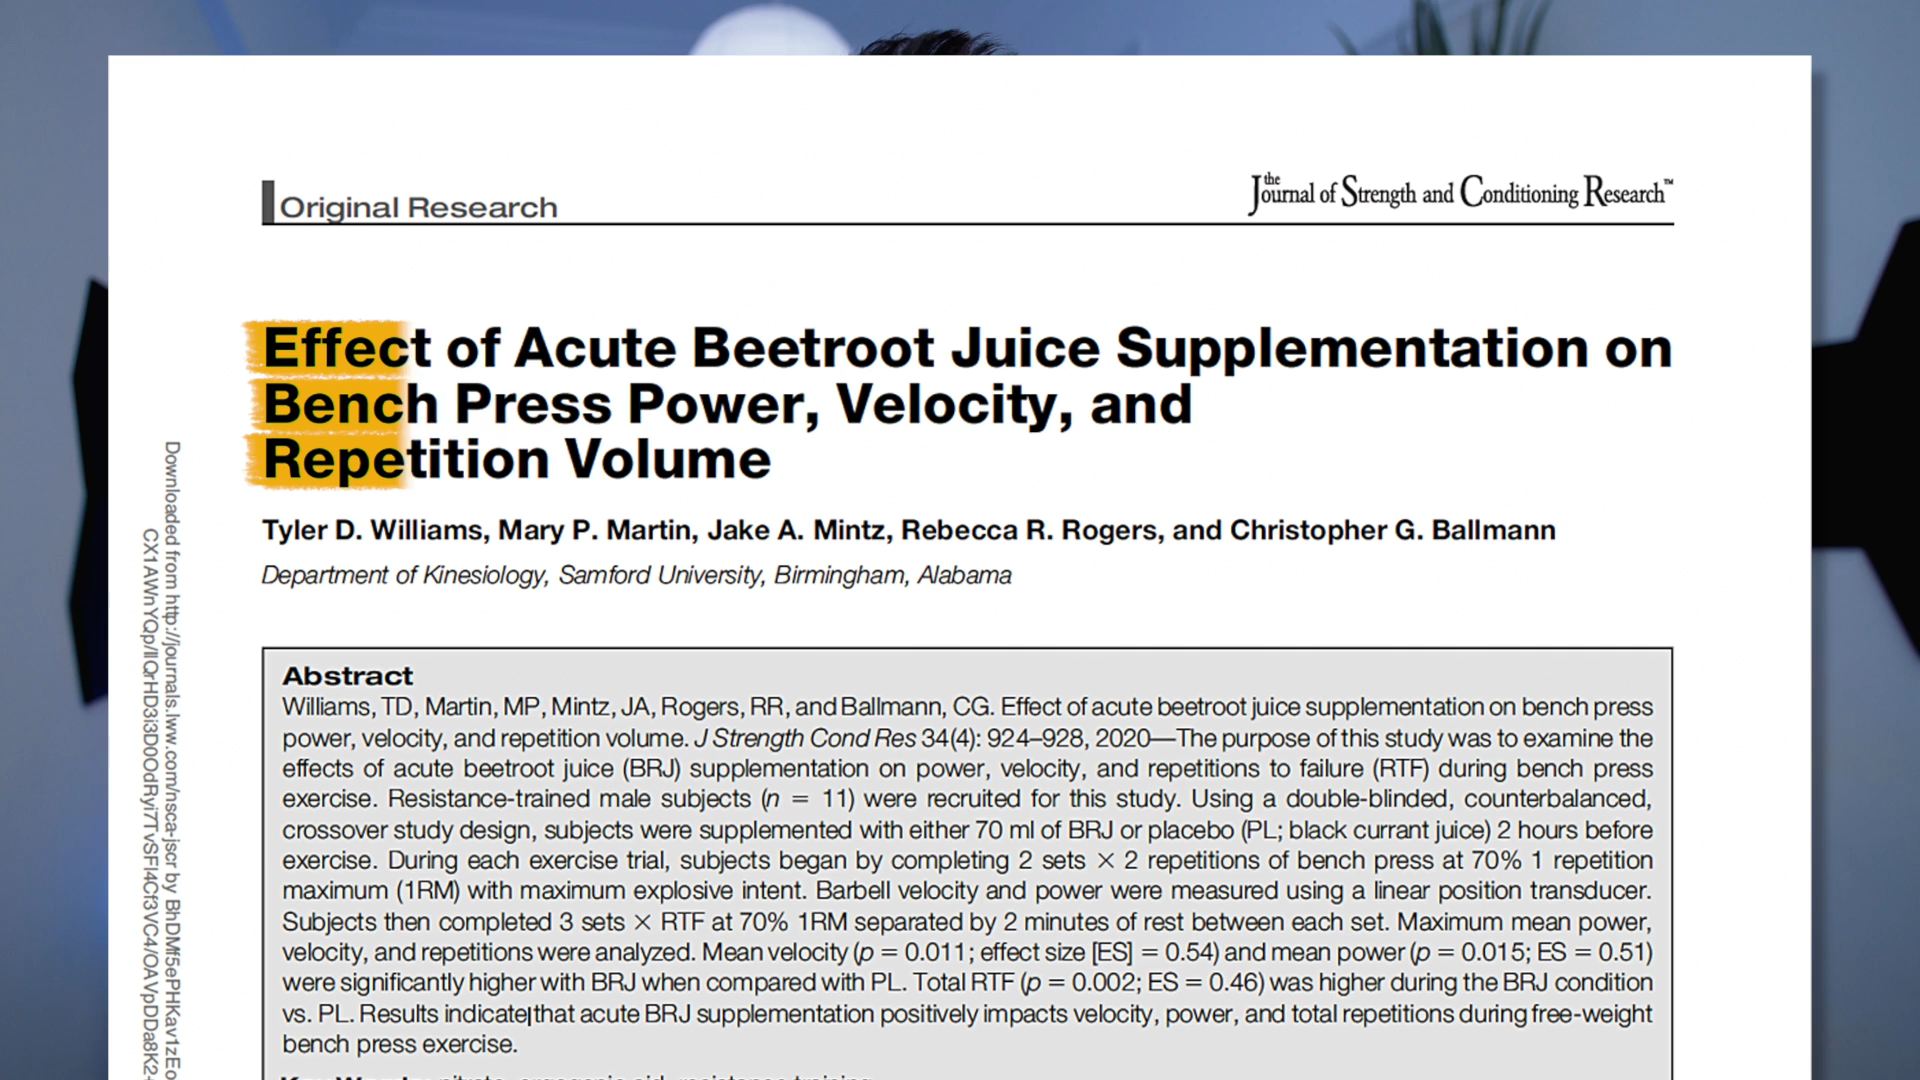 Original Research
the Journal of Strength and Conditioning Research™
Effect of Acute Beetroot Juice Supplementation on
Bench Press Power, Velocity, and
Repetition Volume
Tyler D. Williams, Mary P. Martin, Jake A. Mintz, Rebecca R. Rogers, and Christopher G. Ballmann
Department of Kinesiology, Samford University, Birmingham, Alabama
Abstract
Williams, TD, Martin, MP, Mintz, JA, Rogers, RR, and Ballmann, CG. Effect of acute beetroot juice supplementation on bench press
power, velocity, and repetition volume. J Strength Cond Res 34(4): 924–928, 2020—The purpose of this study was to examine the
effects of acute beetroot juice (BRJ) supplementation on power, velocity, and repetitions to failure (RTF) during bench press
exercise. Resistance-trained male subjects (n = 11) were recruited for this study. Using a double-blinded, counterbalanced,
crossover study design, subjects were supplemented with either 70 ml of BRJ or placebo (PL; black currant juice) 2 hours before
exercise. During each exercise trial, subjects began by completing 2 sets × 2 repetitions of bench press at 70% 1 repetition
maximum (1RM) with maximum explosive intent. Barbell velocity and power were measured using a linear position transducer.
Subjects then completed 3 sets × RTF at 70% 1RM separated by 2 minutes of rest between each set. Maximum mean power,
velocity, and repetitions were analyzed. Mean velocity (p = 0.011; effect size [ES] = 0.54) and mean power (p = 0.015; ES = 0.51)
were significantly higher with BRJ when compared with PL. Total RTF (p = 0.002; ES = 0.46) was higher during the BRJ condition
vs. PL. Results indicate that acute BRJ supplementation positively impacts velocity, power, and total repetitions during free-weight
bench press exercise.
Key Words: nitrate, ergogenic aid, resistance training
Downloaded from http://journals.lww.com/nsca-jscr by